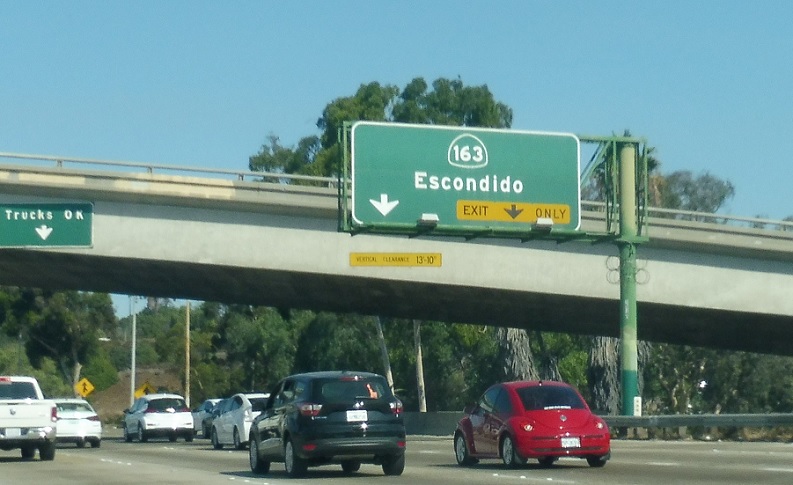 163
Escondido
EXIT ONLY
Trucks OK
VERTICAL CLEARANCE 13'-10"